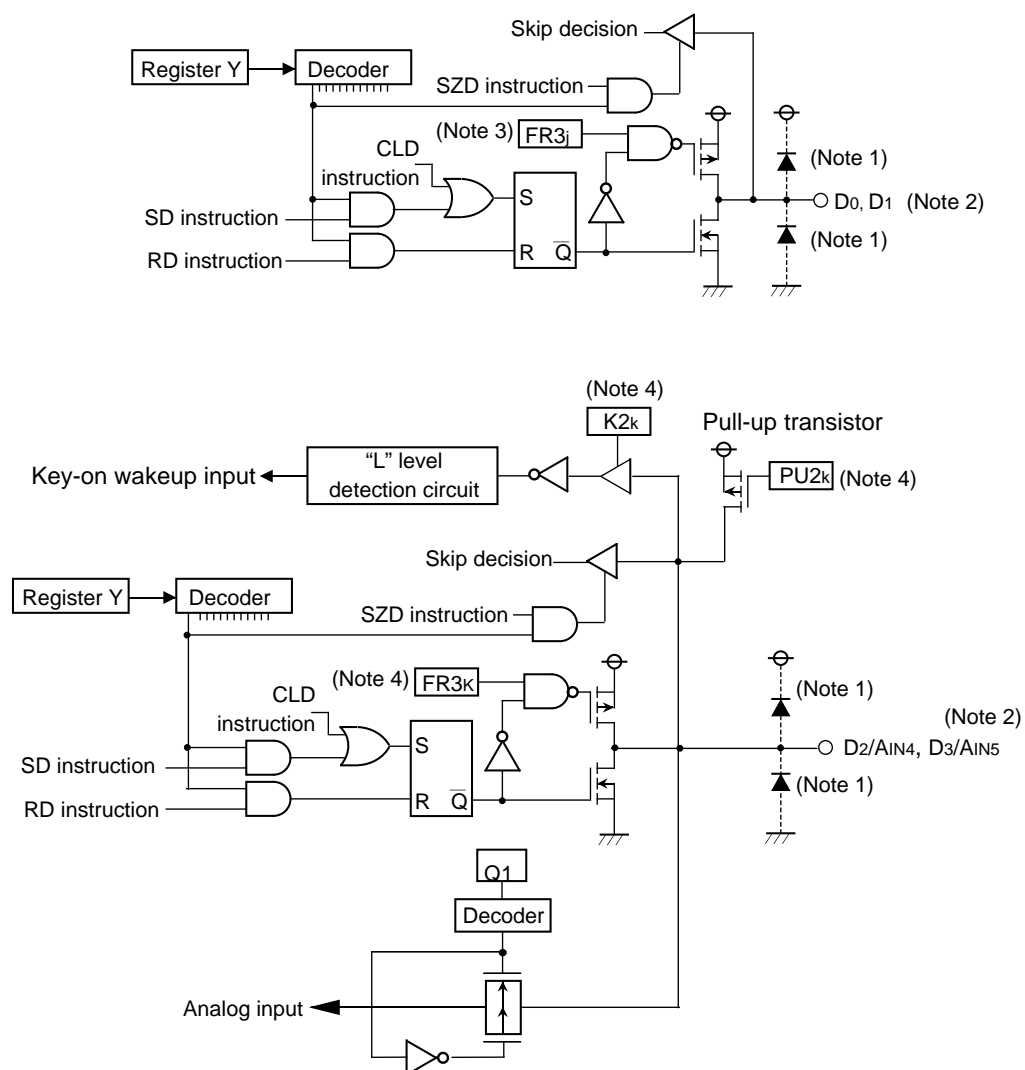 Skip decision
Register Y
Decoder
SZD instruction
(Note 3)
FR3j
CLD
instruction
(Note 1)
S
D0, D1 (Note 2)
SD instruction
(Note 1)
RD instruction
R
Q̅
(Note 4)
K2k
Pull-up transistor
Key-on wakeup input
“L” level
detection circuit
PU2k
(Note 4)
Skip decision
Register Y
Decoder
SZD instruction
(Note 4)
FR3K
CLD
instruction
(Note 1)
(Note 2)
S
D2/AIN4, D3/AIN5
SD instruction
(Note 1)
RD instruction
R
Q̅
Q1
Decoder
Analog input